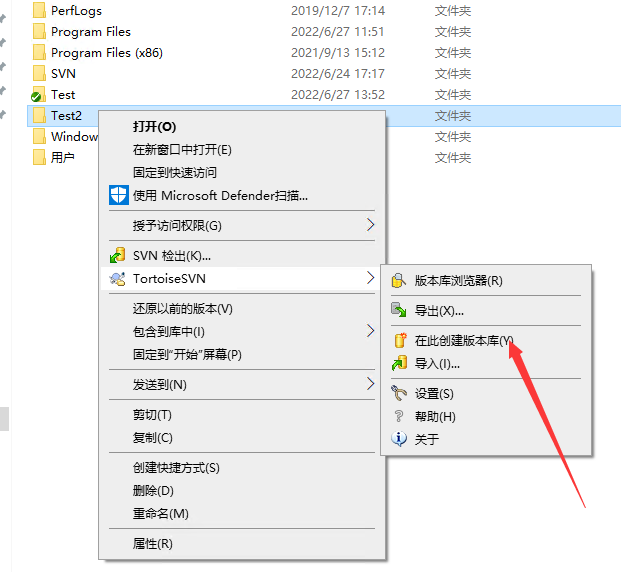 PerfLogs 2019/12/7 17:14 文件夹
Program Files 2022/6/27 11:51 文件夹
Program Files (x86) 2021/9/13 15:12 文件夹
SVN 2022/6/24 17:17 文件夹
Test 2022/6/27 13:52 文件夹
Test2 文件夹
Window 文件夹
用户 文件夹
打开(O)
在新窗口中打开(E)
固定到快速访问
使用 Microsoft Defender扫描...
授予访问权限(G)
SVN 检出(K)...
TortoiseSVN
还原以前的版本(V)
包含到库中(I)
固定到"开始"屏幕(P)
发送到(N)
剪切(T)
复制(C)
创建快捷方式(S)
删除(D)
重命名(M)
属性(R)
版本库浏览器(R)
导出(X)...
在此创建版本库(Y)
导入(I)...
设置(S)
帮助(H)
关于